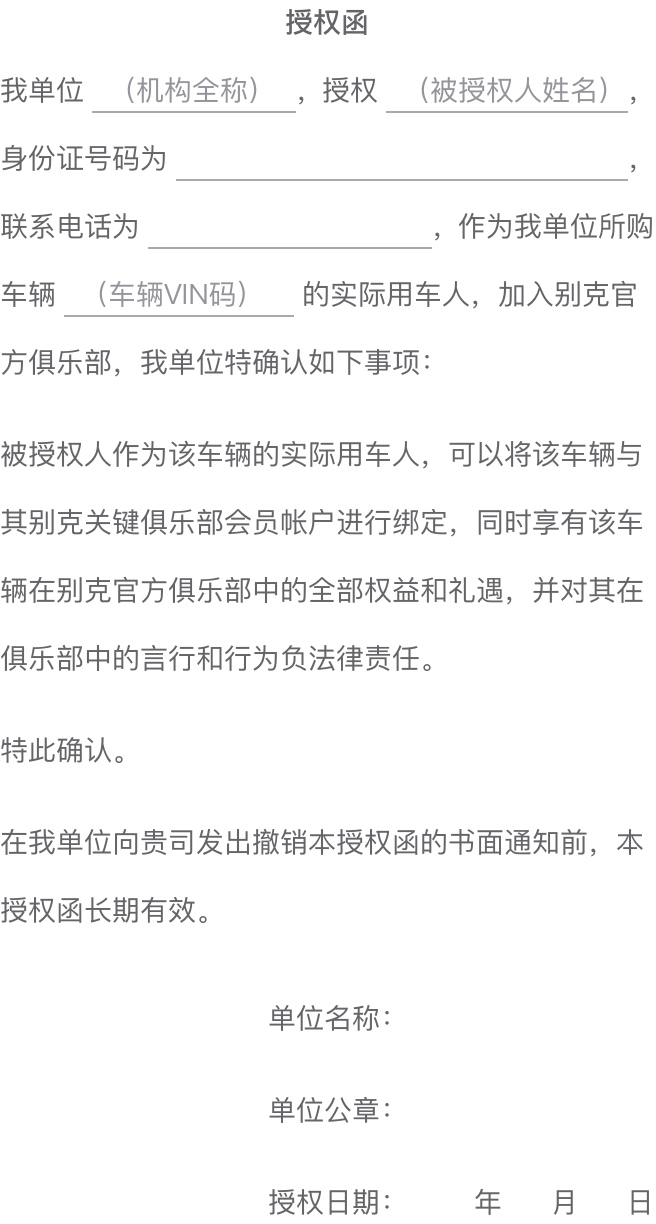 授权函
我单位 （机构全称） ，授权 （被授权人姓名） ，
身份证号码为 ，
联系电话为 ，作为我单位所购
车辆 （车辆VIN码） 的实际用车人，加入别克官
方俱乐部，我单位特确认如下事项：
被授权人作为该车辆的实际用车人，可以将该车辆与
其别克关键俱乐部会员帐户进行绑定，同时享有该车
辆在别克官方俱乐部中的全部权益和礼遇，并对其在
俱乐部中的言行和行为负法律责任。
特此确认。
在我单位向贵司发出撤销本授权函的书面通知前，本
授权函长期有效。
单位名称：
单位公章：
授权日期： 年 月 日